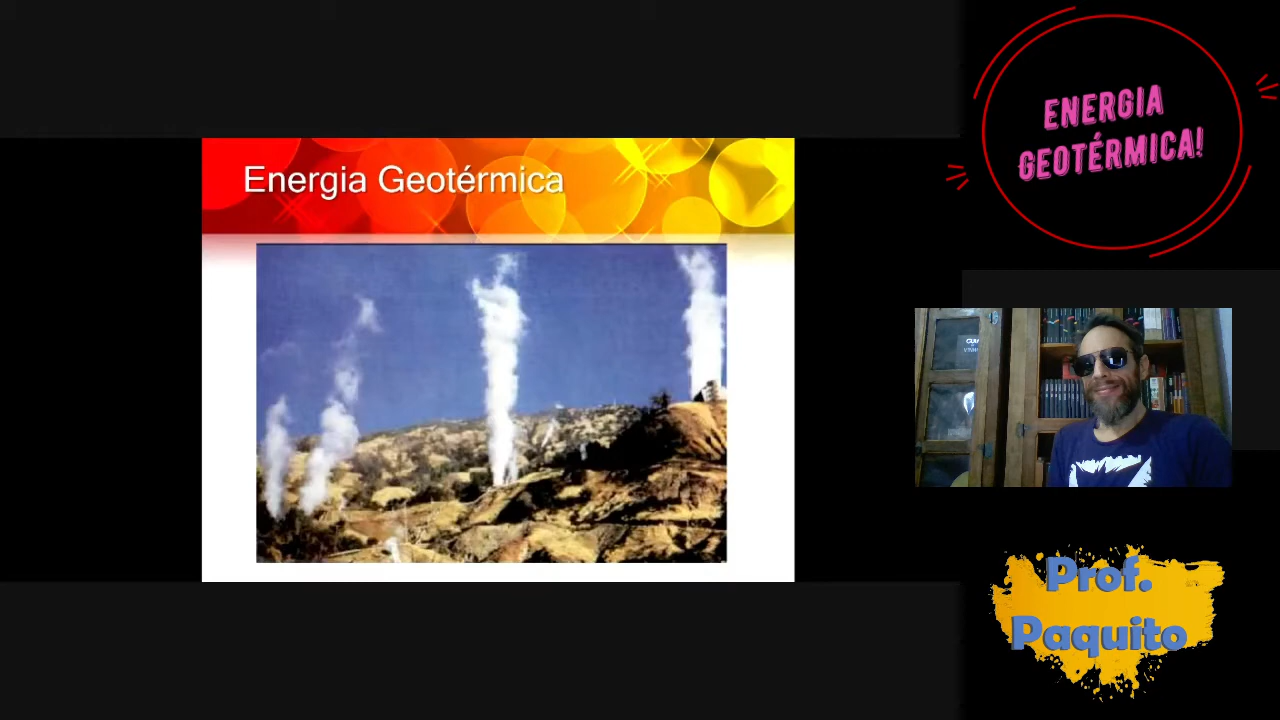 Energia Geotérmica
ENERGIA
GEOTÉRMICA!
Prof.
Paquito